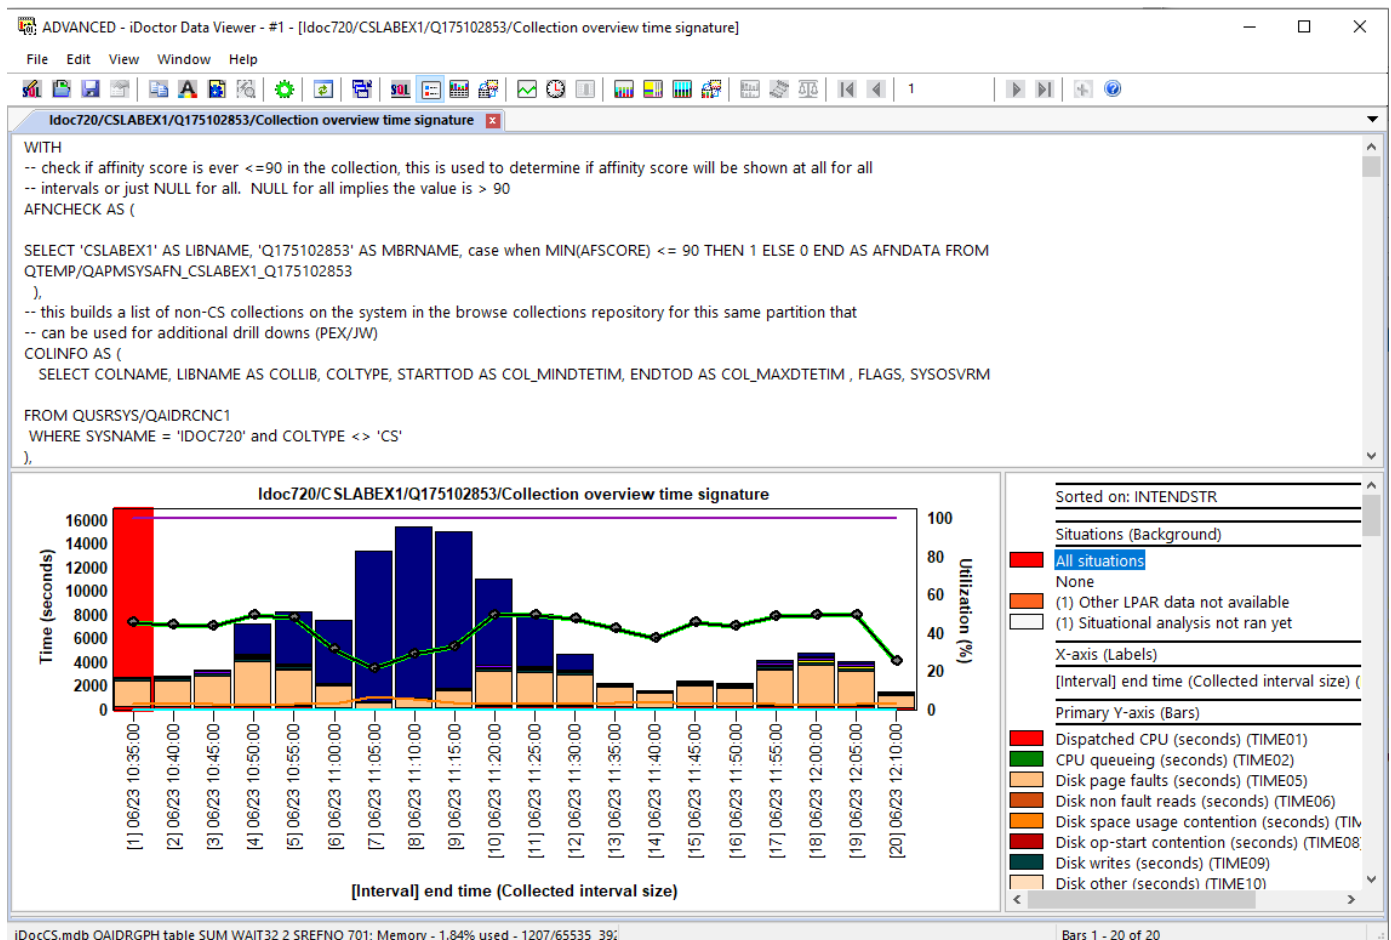 ADVANCED - iDoctor Data Viewer - #1 - [Idoc720/CSLABEX1/Q175102853/Collection overview time signature]
File Edit View Window Help
SQL
1
Idoc720/CSLABEX1/Q175102853/Collection overview time signature
WITH
-- check if affinity score is ever <=90 in the collection, this is used to determine if affinity score will be shown at all for all
-- intervals or just NULL for all. NULL for all implies the value is > 90
AFNCHECK AS (
SELECT 'CSLABEX1' AS LIBNAME, 'Q175102853' AS MBRNAME, case when MIN(AFSCORE) <= 90 THEN 1 ELSE 0 END AS AFNDATA FROM
QTEMP/QAPMSYSAFN_CSLABEX1_Q175102853
),
-- this builds a list of non-CS collections on the system in the browse collections repository for this same partition that
-- can be used for additional drill downs (PEX/JW)
COLINFO AS (
SELECT COLNAME, LIBNAME AS COLLIB, COLTYPE, STARTTOD AS COL_MINDTETIM, ENDTOD AS COL_MAXDTETIM , FLAGS, SYSOSVRM
FROM QUSRSYS/QAIDRCNC1
WHERE SYSNAME = 'IDOC720' and COLTYPE <> 'CS'
),
Idoc720/CSLABEX1/Q175102853/Collection overview time signature
Time (seconds)
16000
14000
12000
10000
8000
6000
4000
2000
0
100
80
60
40
20
0
Utilization (%)
[1] 06/23 10:35:00
[2] 06/23 10:40:00
[3] 06/23 10:45:00
[4] 06/23 10:50:00
[5] 06/23 10:55:00
[6] 06/23 11:00:00
[7] 06/23 11:05:00
[8] 06/23 11:10:00
[9] 06/23 11:15:00
[10] 06/23 11:20:00
[11] 06/23 11:25:00
[12] 06/23 11:30:00
[13] 06/23 11:35:00
[14] 06/23 11:40:00
[15] 06/23 11:45:00
[16] 06/23 11:50:00
[17] 06/23 11:55:00
[18] 06/23 12:00:00
[19] 06/23 12:05:00
[20] 06/23 12:10:00
[Interval] end time (Collected interval size)
Sorted on: INTENDSTR
Situations (Background)
All situations
None
(1) Other LPAR data not available
(1) Situational analysis not ran yet
X-axis (Labels)
[Interval] end time (Collected interval size) (
Primary Y-axis (Bars)
Dispatched CPU (seconds) (TIME01)
CPU queueing (seconds) (TIME02)
Disk page faults (seconds) (TIME05)
Disk non fault reads (seconds) (TIME06)
Disk space usage contention (seconds) (TIM
Disk op-start contention (seconds) (TIME08
Disk writes (seconds) (TIME09)
Disk other (seconds) (TIME10)
iDocCS.mdb QAIDRGPH table SUM WAIT32 2 SREFNO 701: Memory - 1.84% used - 1207/65535 392
Bars 1 - 20 of 20